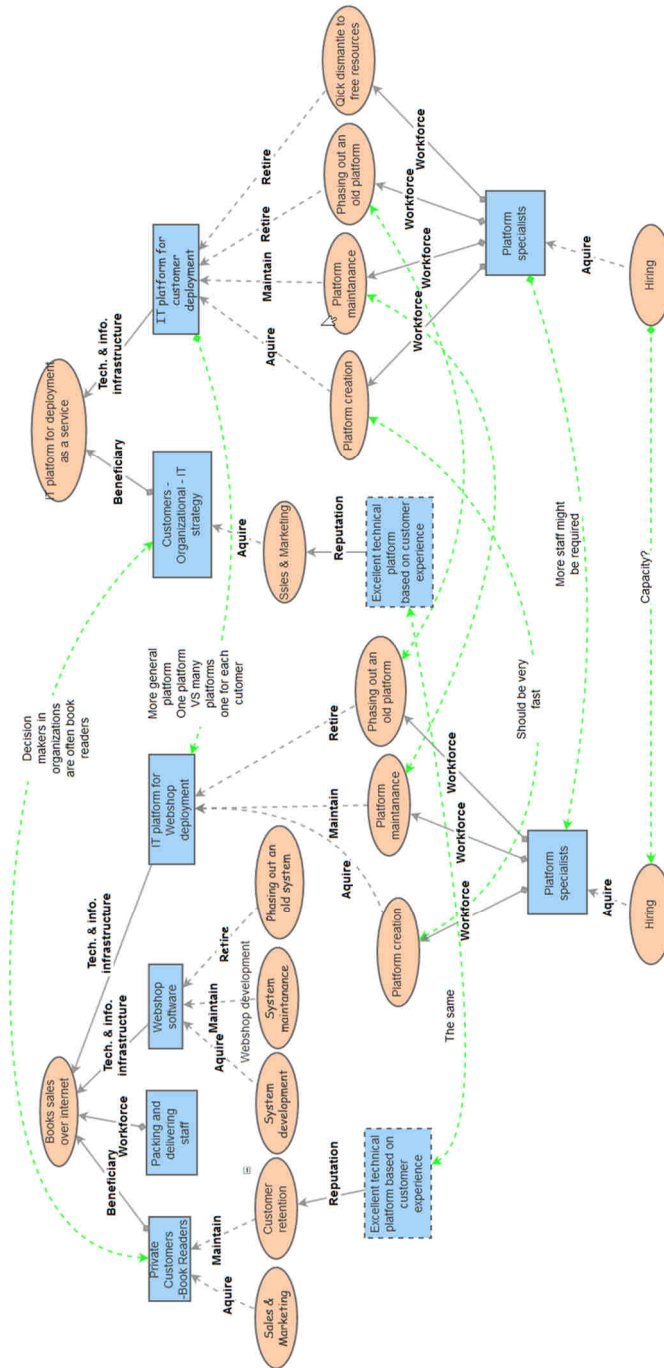 Books sales
over internet
IT platform for deployment
as a service
Decision
makers in
organizations
are often book
readers
Beneficiary
Workforce
Tech. & info.
infrastructure
Tech. & info.
infrastructure
Beneficiary
Tech. & info.
infrastructure
Private
Customers
-Book Readers
Packing and
delivering
staff
Webshop
software
IT platform for
Webshop
deployment
More general
platform
One platform
VS many
platforms
one for each
cutomer
Customers -
Organizational - IT
strategy
IT platform for
customer
deployment
Aquire
Maintain
Aquire
Maintain
Retire
Webshop development
Aquire
Maintain
Retire
Aquire
Aquire
Maintain
Retire
Retire
Sales &
Marketing
Customer
retention
System
development
System
maintanance
Phasing out an
old system
Ssles & Marketing
Platform creation
Platform
maintanance
Phasing out an
old platform
Platform creation
Platform
maintanance
Phasing out an
old platform
Qick dismantle to
free resources
Reputation
Reputation
Excellent technical
platform based on
customer
experience
The same
Excellent technical
platform
based on customer
experience
Workforce
Workforce
Workforce
Workforce
Workforce
Workforce
Workforce
Should be very
fast
Platform
specialists
More staff might
be required
Platform
specialists
Aquire
Aquire
Hiring
Capacity?
Hiring